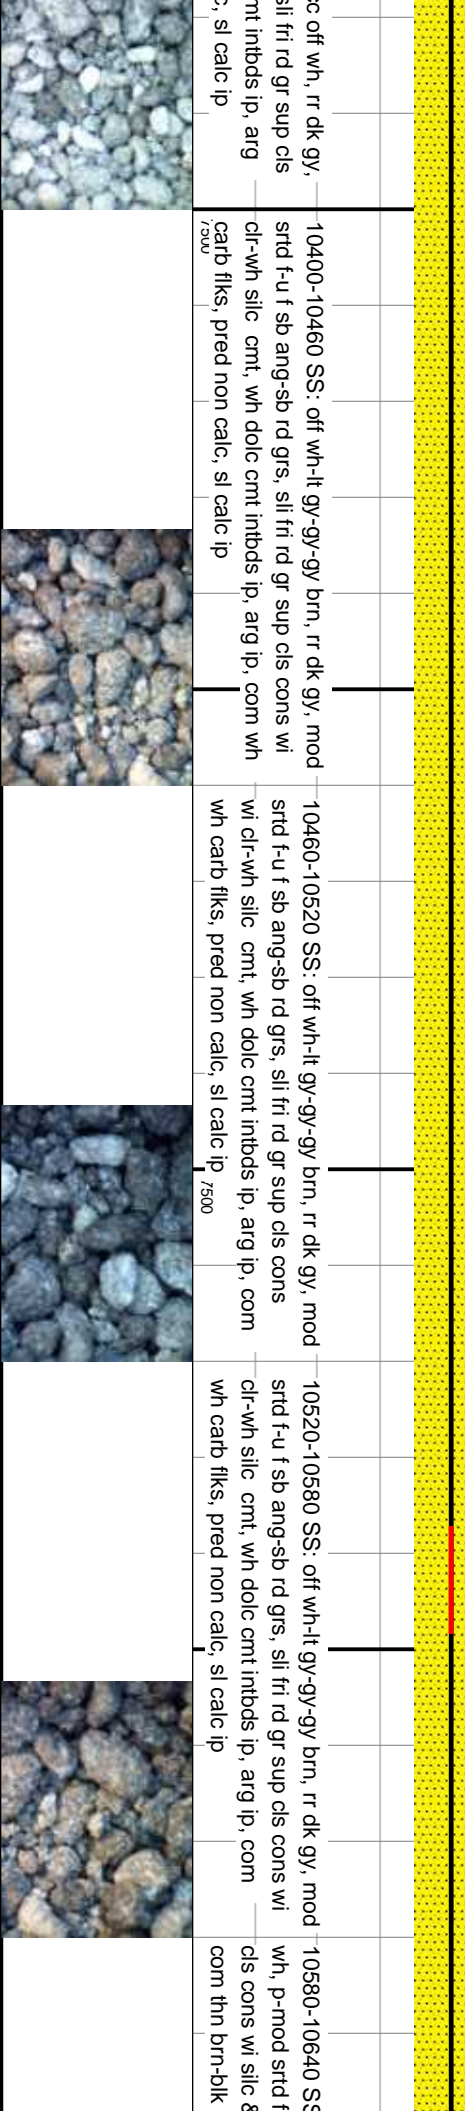 cc off wh, rr dk gy,
sli fri rd gr sup cls
mt intbds ip, arg
c, sl calc ip
10400-10460 SS: off wh-lt gy-gy-gy brn, rr dk gy, mod
srtd f-u f sb ang-sb rd grs, sli fri rd gr sup cls cons wi
clr-wh silc cmt, wh dolc cmt intbds ip, arg ip, com wh
carb flks, pred non calc, sl calc ip
7500
10460-10520 SS: off wh-lt gy-gy-gy brn, rr dk gy, mod
srtd f-u f sb ang-sb rd grs, sli fri rd gr sup cls cons
wi clr-wh silc cmt, wh dolc cmt intbds ip, arg ip, com
wh carb flks, pred non calc, sl calc ip
7500
10520-10580 SS: off wh-lt gy-gy-gy brn, rr dk gy, mod
srtd f-u f sb ang-sb rd grs, sli fri rd gr sup cls cons wi
clr-wh silc cmt, wh dolc cmt intbds ip, arg ip, com
wh carb flks, pred non calc, sl calc ip
10580-10640 SS
wh, p-mod srtd f
cls cons wi silc &
com thn brn-blk